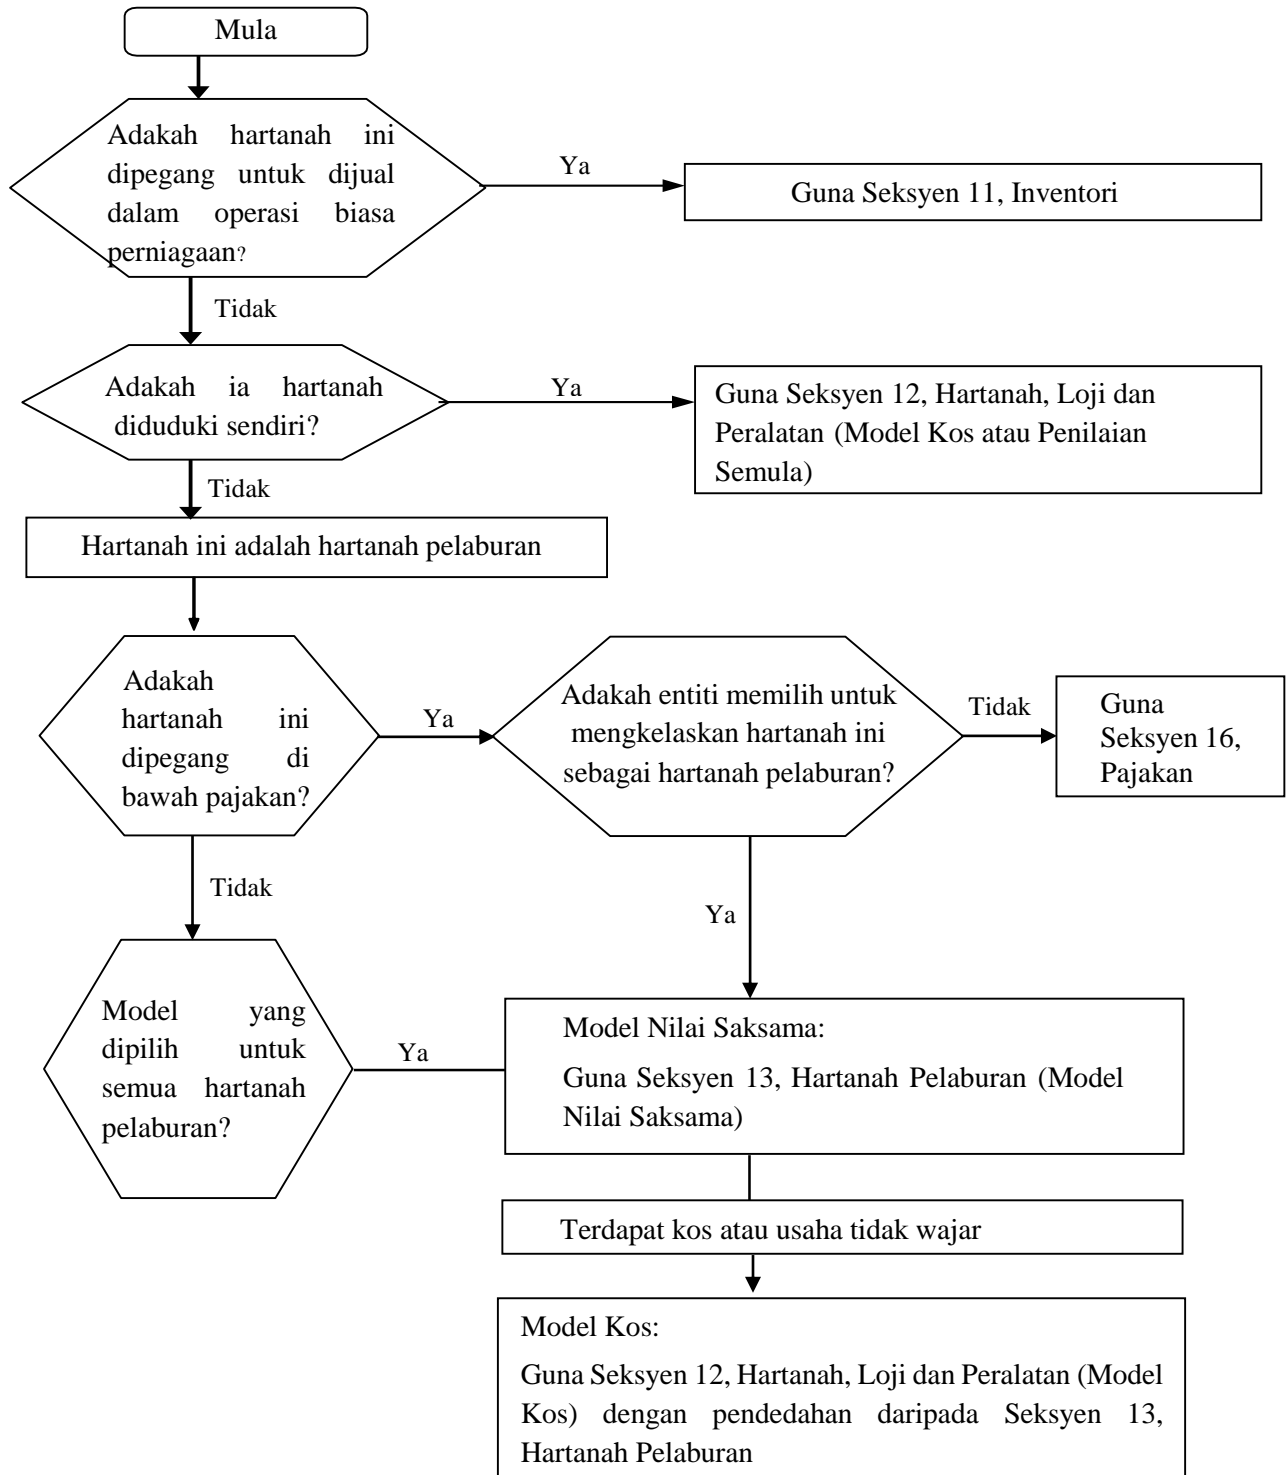 Mula
Adakah hartanah ini
dipegang untuk dijual
dalam operasi biasa
perniagaan?
Ya
Guna Seksyen 11, Inventori
Tidak
Adakah ia hartanah
diduduki sendiri?
Ya
Guna Seksyen 12, Hartanah, Loji dan
Peralatan (Model Kos atau Penilaian
Semula)
Tidak
Hartanah ini adalah hartanah pelaburan
Adakah
hartanah ini
dipegang di
bawah pajakan?
Ya
Adakah entiti memilih untuk
mengkelaskan hartanah ini
sebagai hartanah pelaburan?
Tidak
Guna
Seksyen 16,
Pajakan
Tidak
Ya
Model yang
dipilih untuk
semua hartanah
pelaburan?
Ya
Model Nilai Saksama:
Guna Seksyen 13, Hartanah Pelaburan (Model
Nilai Saksama)
Terdapat kos atau usaha tidak wajar
Model Kos:
Guna Seksyen 12, Hartanah, Loji dan Peralatan (Model
Kos) dengan pendedahan daripada Seksyen 13,
Hartanah Pelaburan